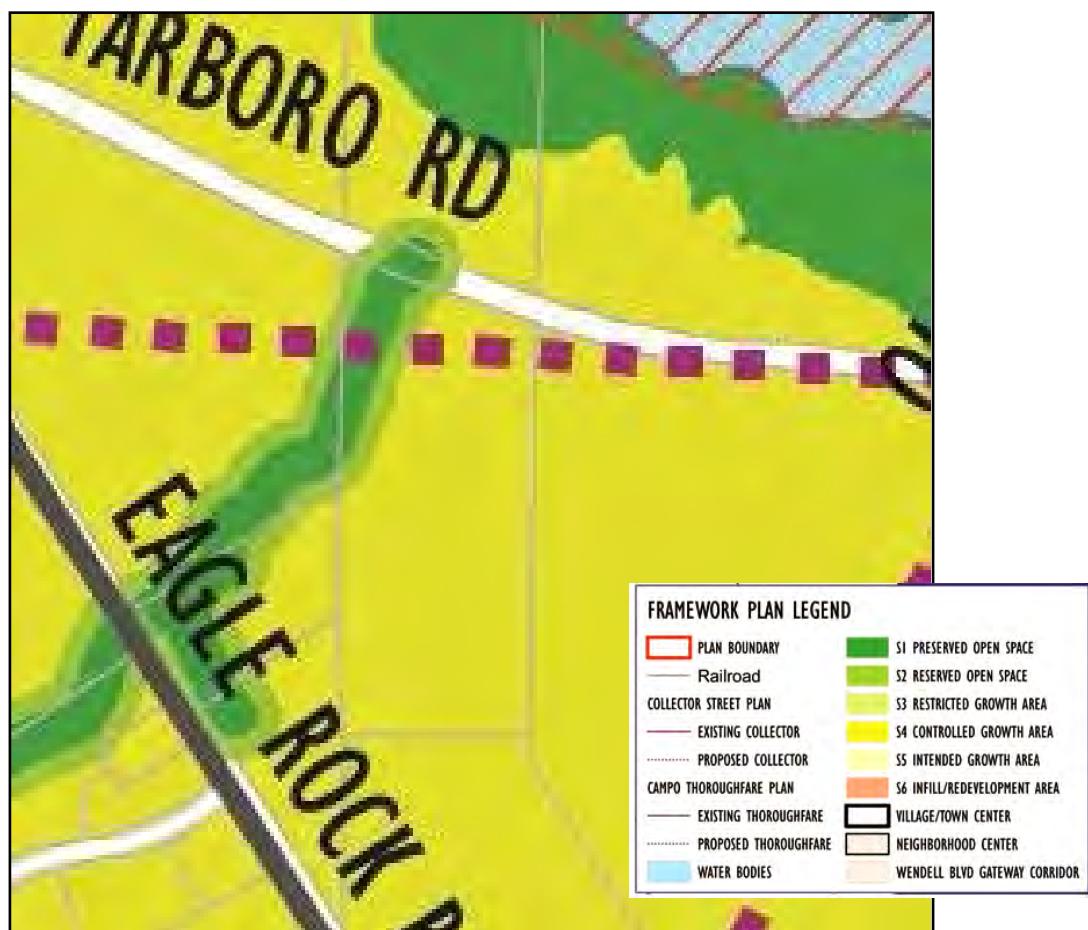 TARBORO RD
EAGLE ROCK
FRAMEWORK PLAN LEGEND
PLAN BOUNDARY
Railroad
COLLECTOR STREET PLAN
EXISTING COLLECTOR
PROPOSED COLLECTOR
CAMPO THOROUGHFARE PLAN
EXISTING THOROUGHFARE
PROPOSED THOROUGHFARE
WATER BODIES
S1 PRESERVED OPEN SPACE
S2 RESERVED OPEN SPACE
S3 RESTRICTED GROWTH AREA
S4 CONTROLLED GROWTH AREA
S5 INTENDED GROWTH AREA
S6 INFILL/REDEVELOPMENT AREA
VILLAGE/TOWN CENTER
NEIGHBORHOOD CENTER
WENDELL BLVD GATEWAY CORRIDOR